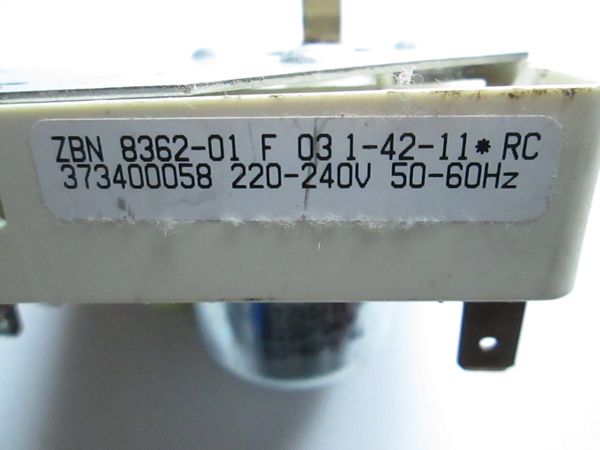 ZBN 8362-01 F 03 1-42-11* RC
373400058 220-240V 50-60Hz